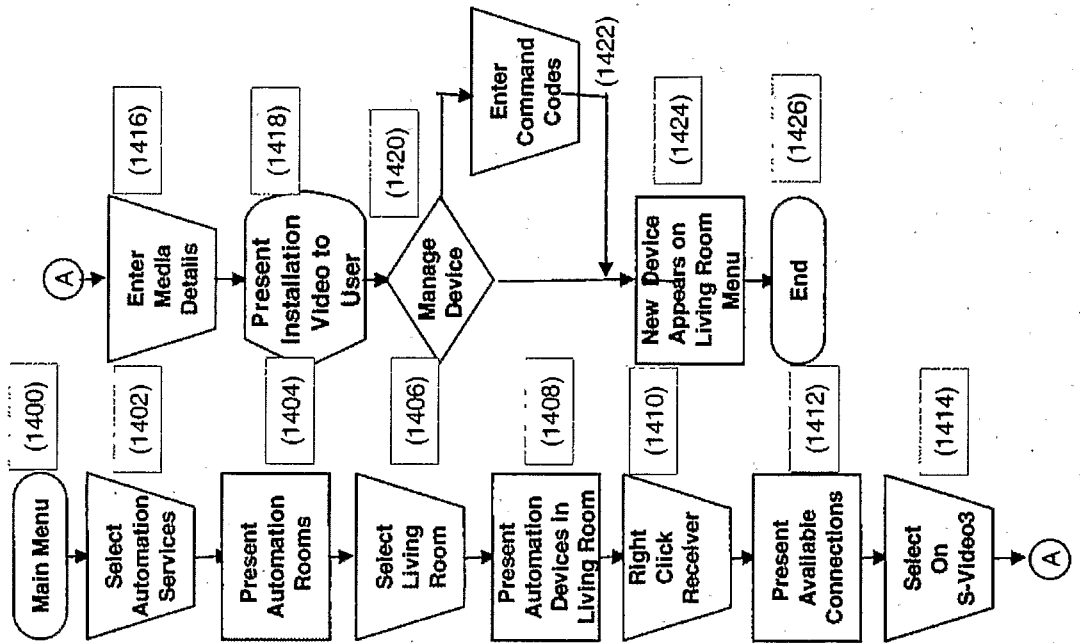 Main Menu
(1400)
Select
Automation
Services
(1402)
Present
Automation
Rooms
(1404)
Select
Living
Room
(1406)
Present
Automation
Devices in
Living Room
(1408)
Right
Click
Receiver
(1410)
Present
Available
Connections
(1412)
Select
On
S-Video3
(1414)
A
A
Enter
Media
Details
(1416)
Present
Installation
Video to
User
(1418)
Manage
Device
(1420)
Enter
Command
Codes
(1422)
New Device
Appears on
Living Room
Menu
(1424)
End
(1426)